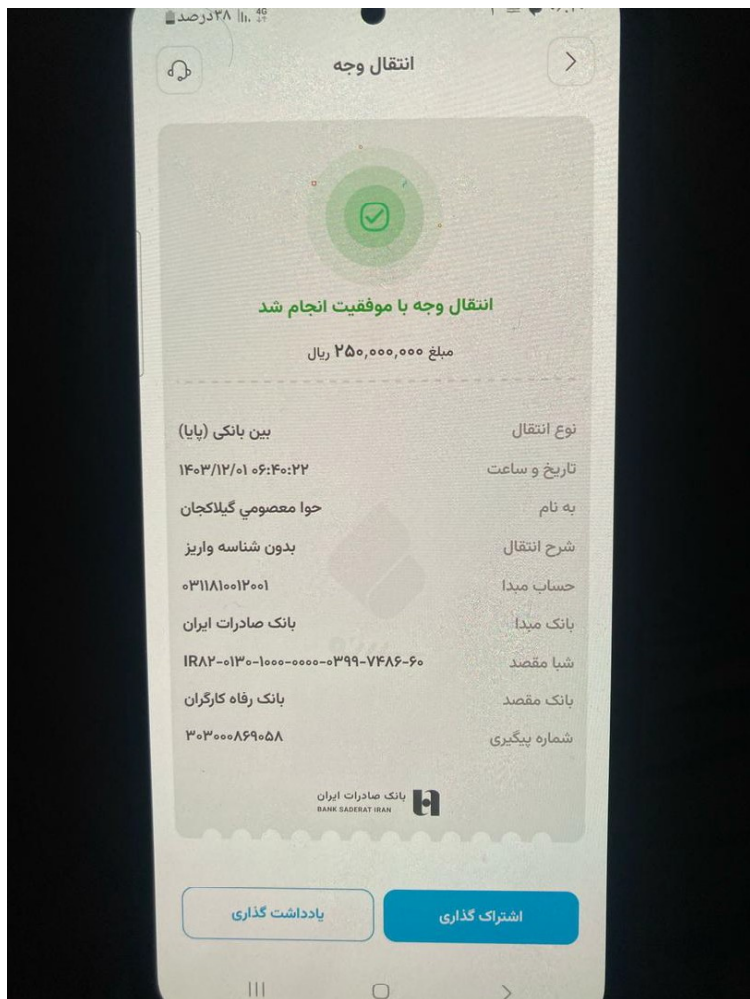 ۳۸درصد
4G
انتقال وجه
انتقال وجه با موفقیت انجام شد
مبلغ ۲۵۰,۰۰۰,۰۰۰ ریال
نوع انتقال بین بانکی (پایا)
تاریخ و ساعت ۱۴۰۳/۱۲/۰۱ ۰۶:۴۰:۲۲
به نام حوا معصومي گیلاکجان
شرح انتقال بدون شناسه واریز
حساب مبدا ۰۳۱۱۸۱۰۰۱۲۰۰۱
بانک مبدا بانک صادرات ایران
شبا مقصد IR۸۲-۰۱۳۰-۱۰۰۰-۰۰۰۰-۰۳۹۹-۷۴۸۶-۶۰
بانک مقصد بانک رفاه کارگران
شماره پیگیری ۳۰۳۰۰۰۸۶۹۰۵۸
بانک صادرات ایران
BANK SADERAT IRAN
اشتراک گذاری
یادداشت گذاری